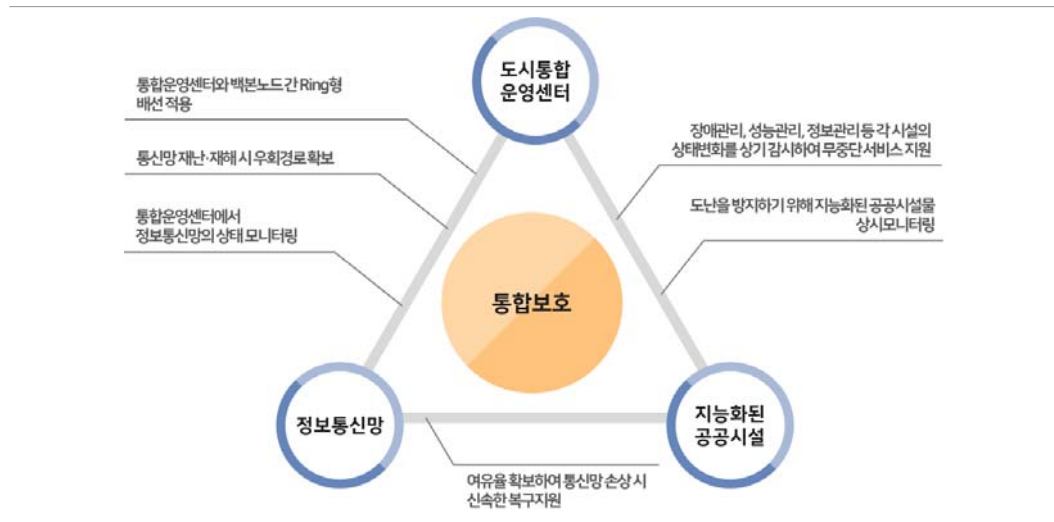 도시통합
운영센터
통합운영센터와 백본노드 간 Ring형
배선 적용
통신망 재난·재해 시 우회경로 확보
통합운영센터에서
정보통신망의 상태 모니터링
장애관리, 성능관리, 정보관리 등 각 시설의
상태변화를 상기 감시하여 무중단 서비스 지원
도난을 방지하기 위해 지능화된 공공시설물
상시모니터링
통합보호
정보통신망
지능화된
공공시설
여유율 확보하여 통신망 손상 시
신속한 복구지원